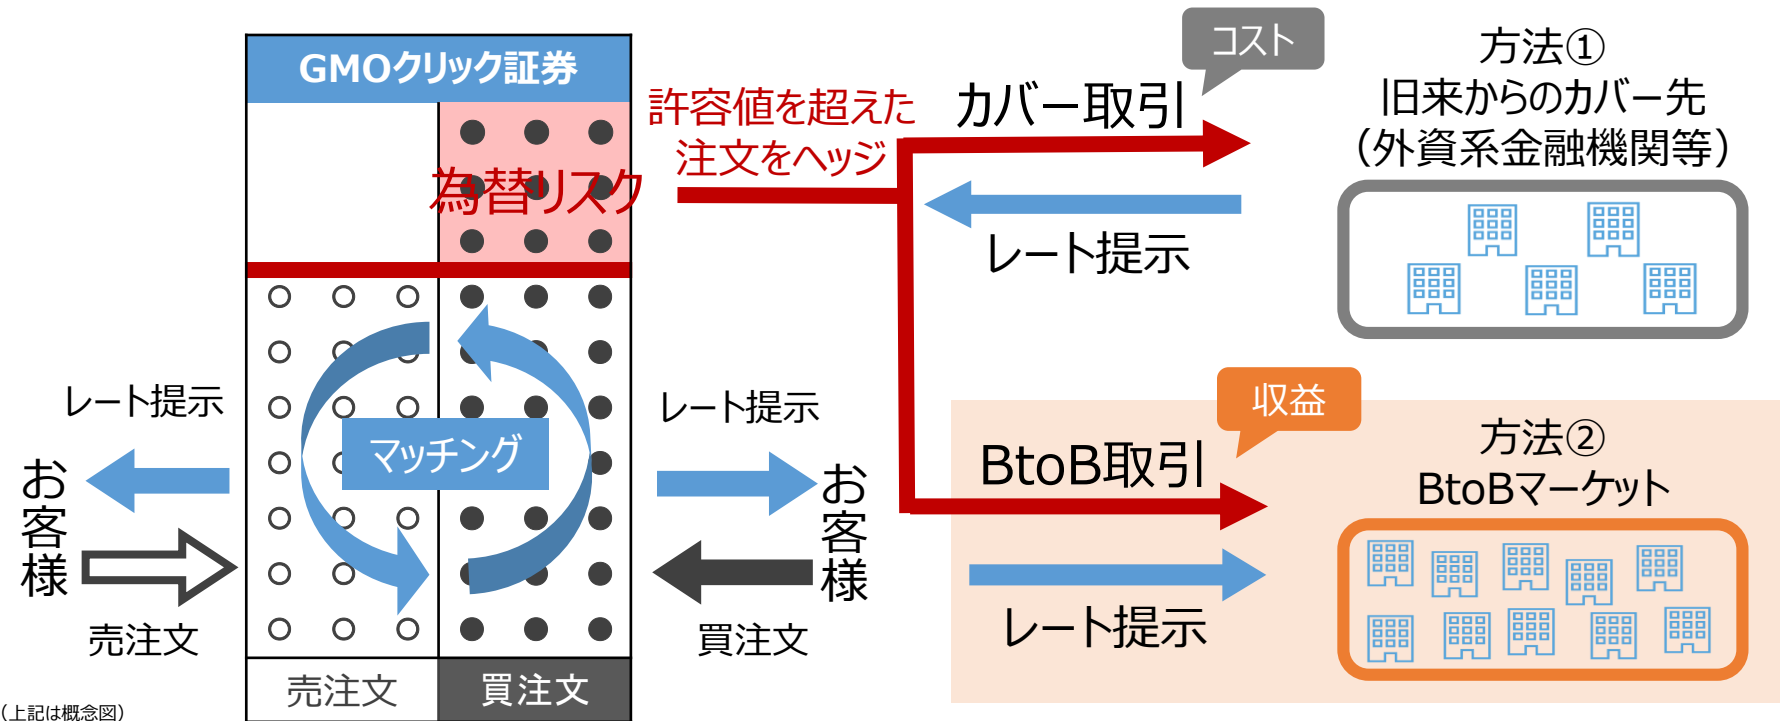 GMOクリック証券
為替リスク
マッチング
売注文
買注文
レート提示
お客様
売注文
レート提示
お客様
買注文
許容値を超えた
注文をヘッジ
カバー取引
コスト
レート提示
方法①
旧来からのカバー先
（外資系金融機関等）
BtoB取引
収益
レート提示
方法②
BtoBマーケット
（上記は概念図）